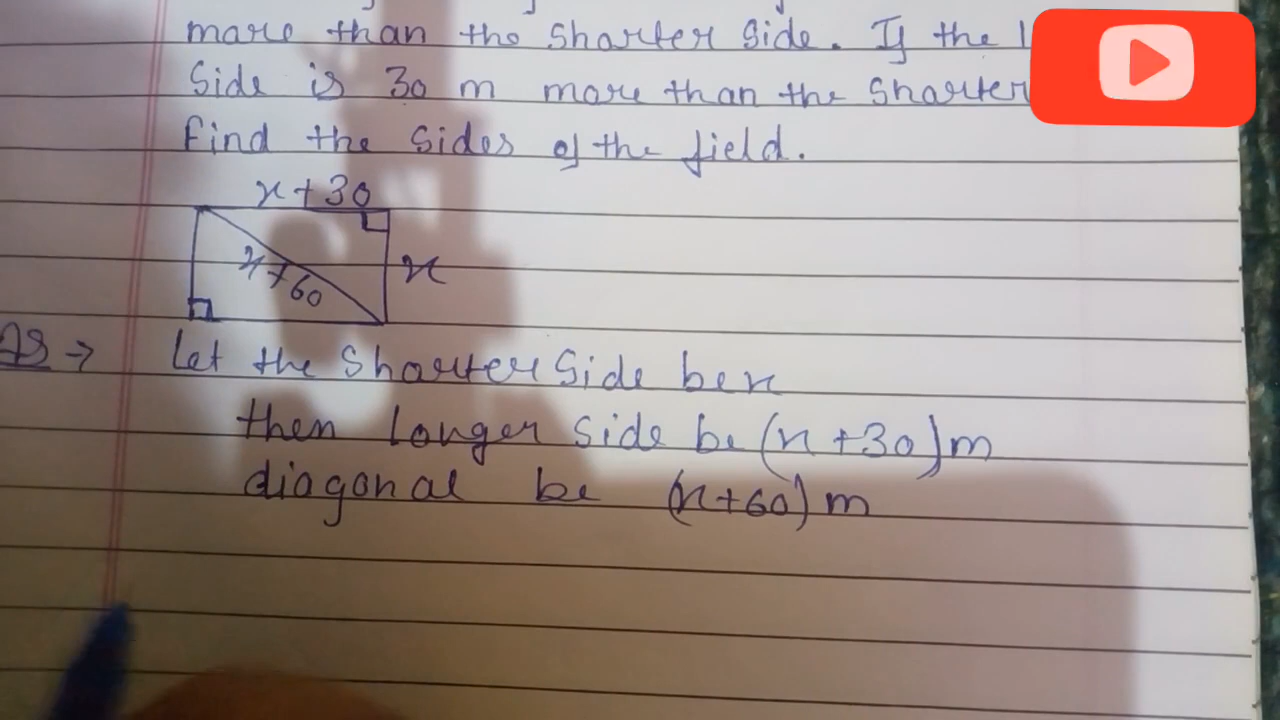 more than the shorter side. If the
Side is 30 m more than the shorter
Find the Sides of the field.
x+30
x+60
x
→ Let the Shorter Side be x
then longer side be (x+30)m
diagonal be (x+60) m